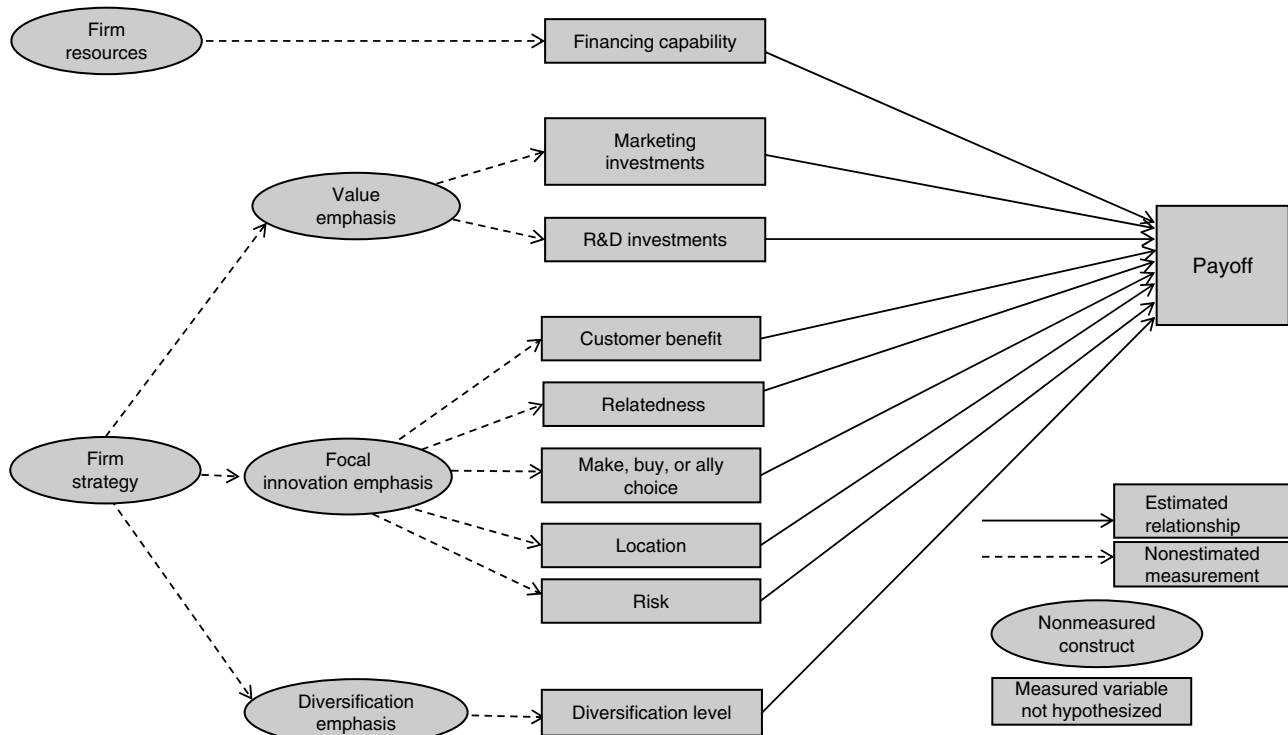 Firm
resources
Financing capability
Marketing
investments
Value
emphasis
R&D investments
Payoff
Customer benefit
Relatedness
Firm
strategy
Focal
innovation emphasis
Make, buy, or ally
choice
Location
Risk
Diversification
emphasis
Diversification level
Estimated
relationship
Nonestimated
measurement
Nonmeasured
construct
Measured variable
not hypothesized